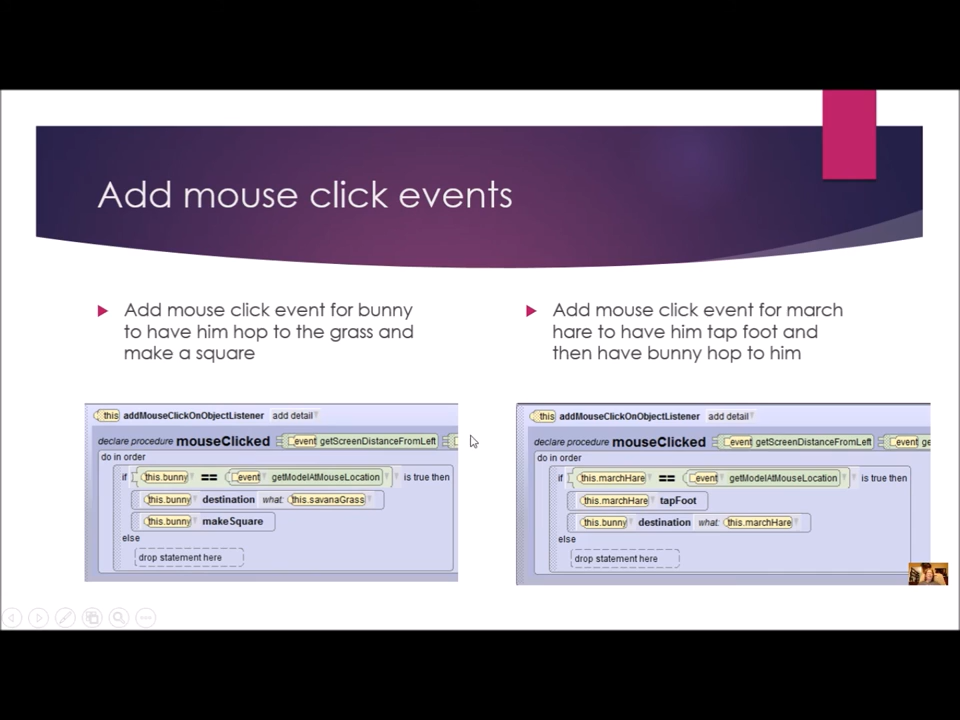 Add mouse click events
Add mouse click event for bunny
to have him hop to the grass and
make a square
Add mouse click event for march
hare to have him tap foot and
then have bunny hop to him
this addMouseClickOnObjectListener add detail
declare procedure mouseClicked event getScreenDistanceFromLeft
do in order
if this.bunny == event getModelAtMouseLocation is true then
this.bunny destination what: this.savanaGrass
this.bunny makeSquare
else
drop statement here
this addMouseClickOnObjectListener add detail
declare procedure mouseClicked event getScreenDistanceFromLeft event ge
do in order
if this.marchHare == event getModelAtMouseLocation is true then
this.marchHare tapFoot
this.bunny destination what: this.marchHare
else
drop statement here